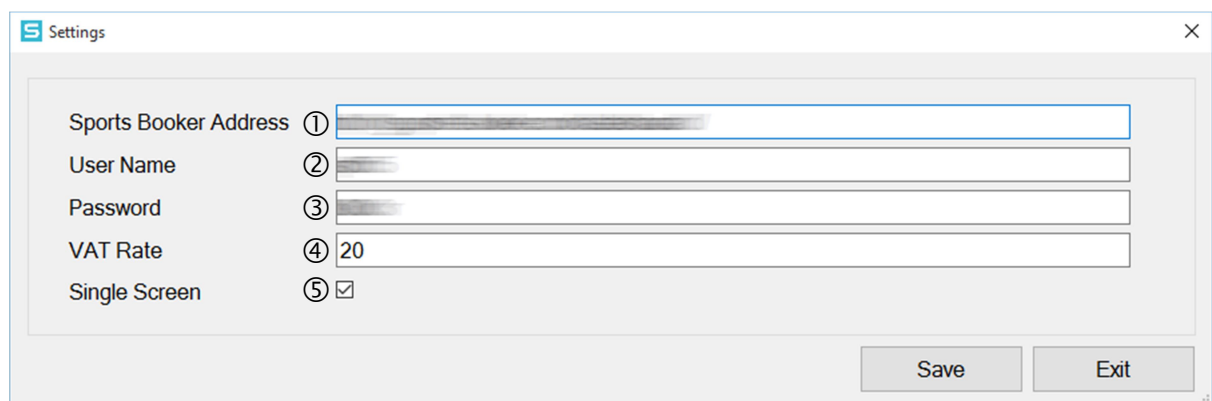 Settings
Sports Booker Address ①
User Name ②
Password ③
VAT Rate ④ 20
Single Screen ⑤
Save Exit